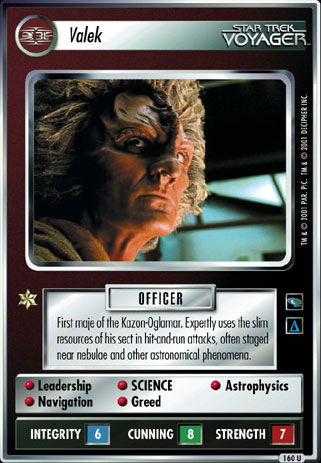 Valek
STAR TREK
VOYAGER
TM & © 2001 PAR. P.C. TM & © 2001 DECIPHER INC.
OFFICER
First maje of the Kazon-Oglamar. Expertly uses the slim
resources of his sect in hit-and-run attacks, often staged
near nebulae and other astronomical phenomena.
Leadership SCIENCE Astrophysics
Navigation Greed
INTEGRITY 6 CUNNING 8 STRENGTH 7
160 U